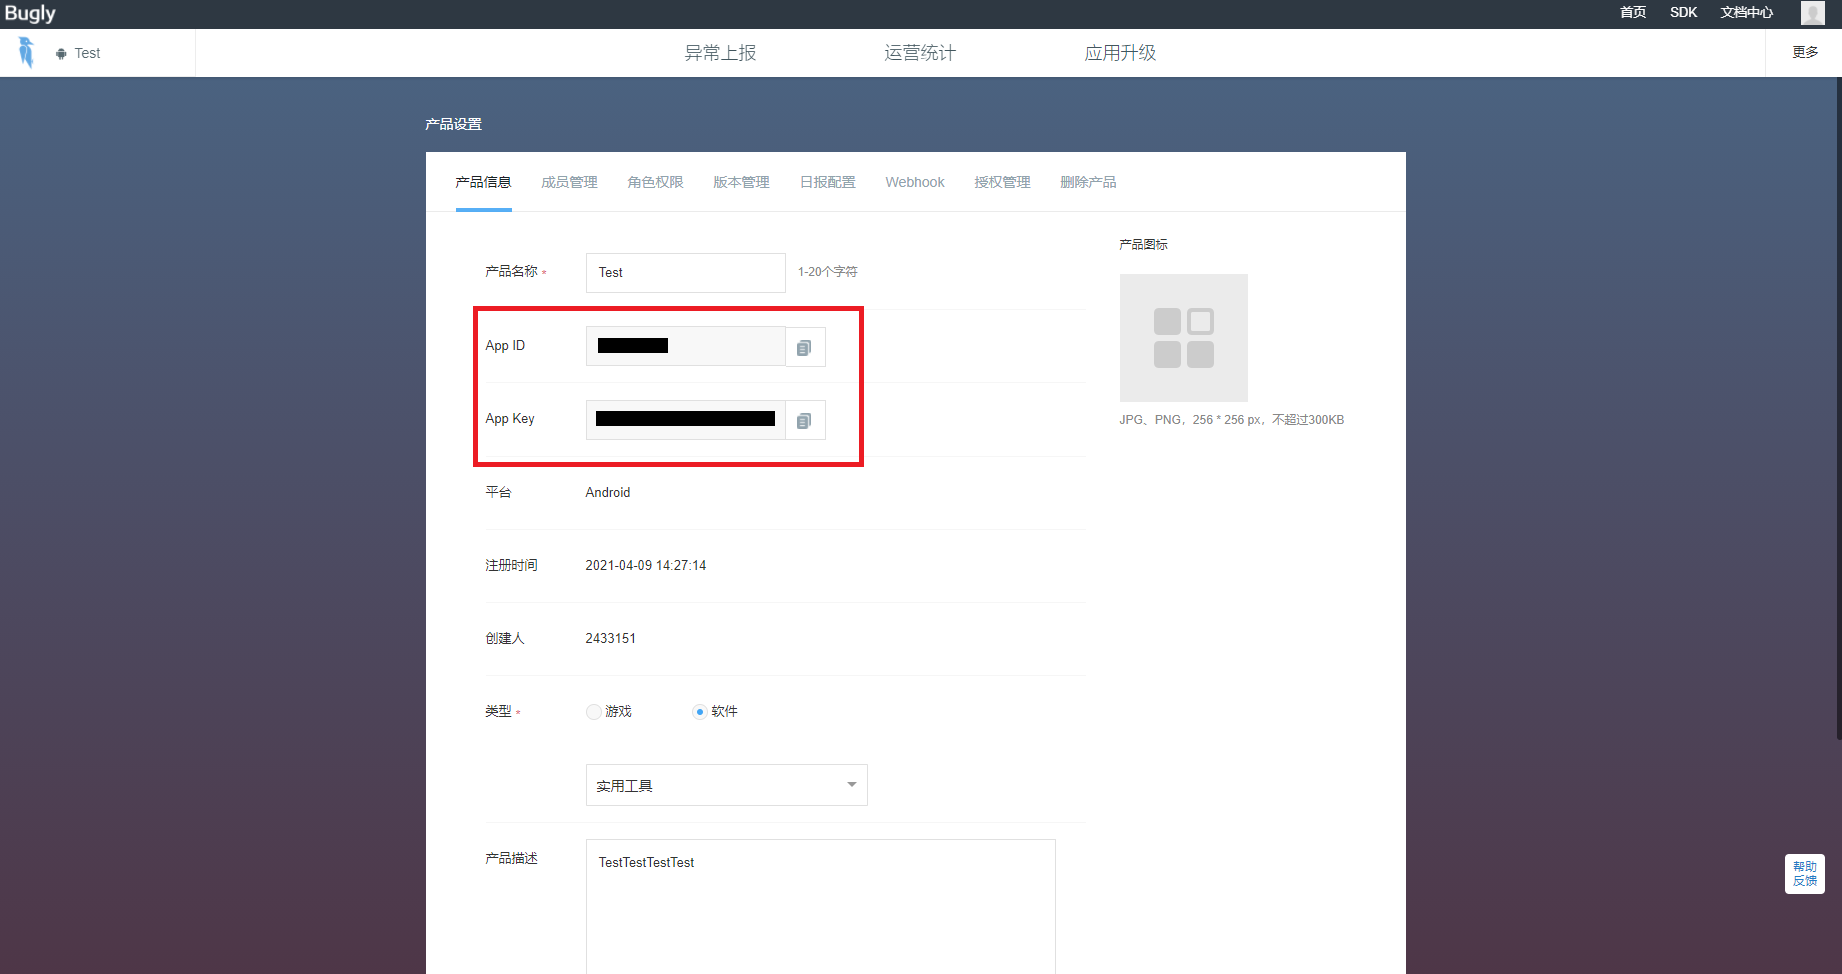 Bugly
首页 SDK 文档中心
Test 异常上报 运营统计 应用升级 更多
产品设置
产品信息 成员管理 角色权限 版本管理 日报配置 Webhook 授权管理 删除产品
产品图标
产品名称 * Test 1-20个字符
App ID
App Key
JPG、PNG，256 * 256 px，不超过300KB
平台 Android
注册时间 2021-04-09 14:27:14
创建人 2433151
类型 * 游戏 软件
实用工具
产品描述 TestTestTestTest
帮助
反馈